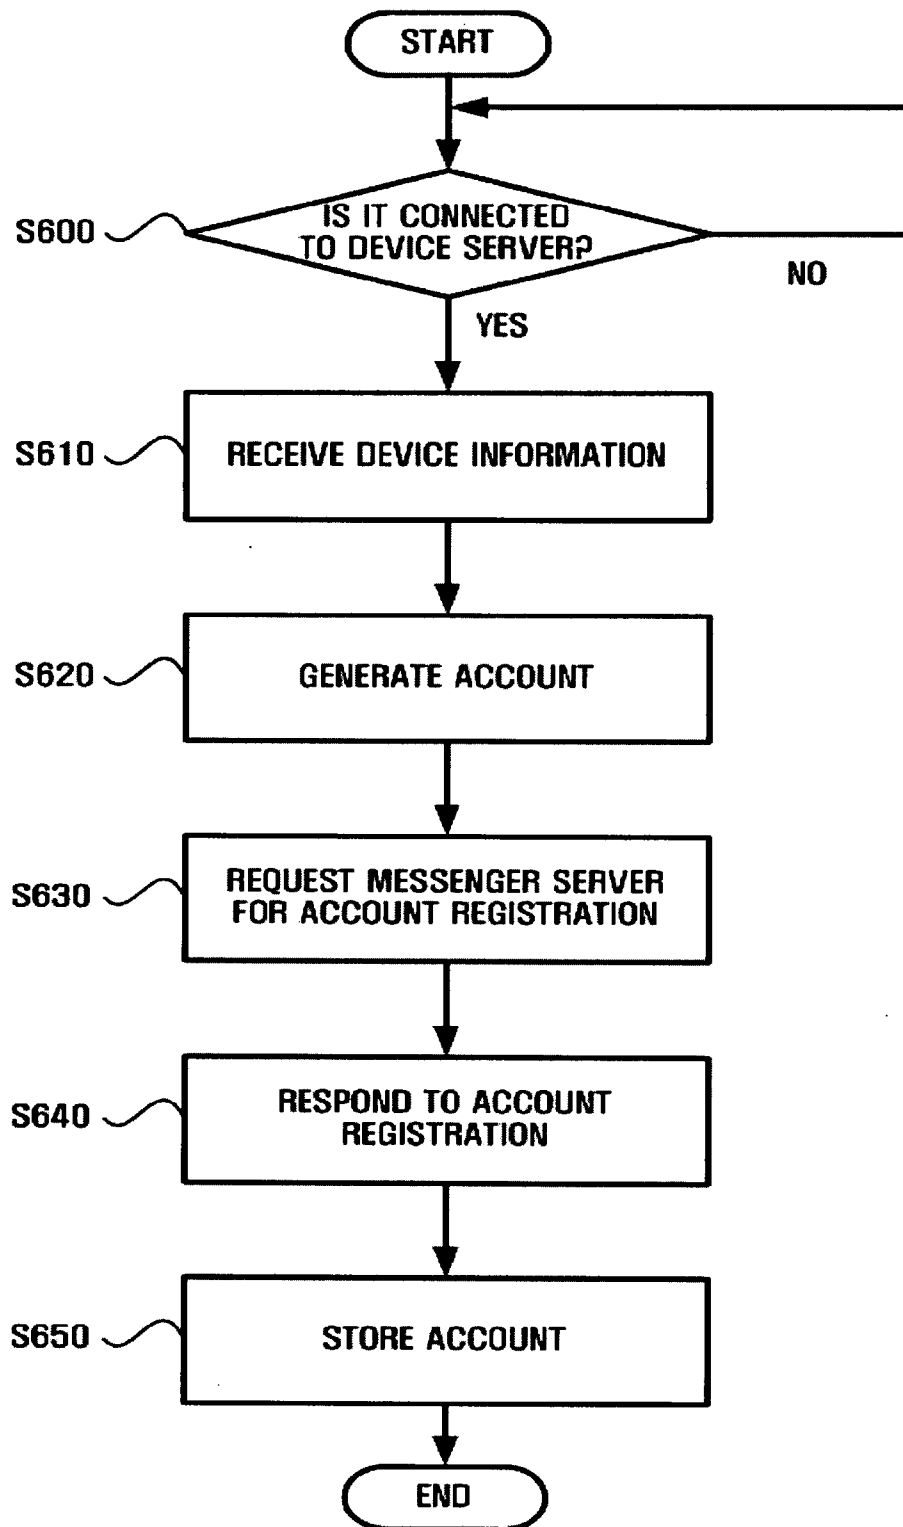 START
S600
IS IT CONNECTED
TO DEVICE SERVER?
NO
YES
S610
RECEIVE DEVICE INFORMATION
S620
GENERATE ACCOUNT
S630
REQUEST MESSENGER SERVER
FOR ACCOUNT REGISTRATION
S640
RESPOND TO ACCOUNT
REGISTRATION
S650
STORE ACCOUNT
END